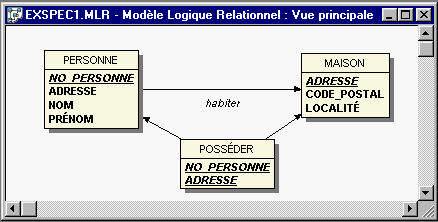 EXSPEC1.MLR - Modèle Logique Relationnel : Vue principale
PERSONNE
NO_PERSONNE
ADRESSE
NOM
PRÉNOM
habiter
MAISON
ADRESSE
CODE_POSTAL
LOCALITÉ
POSSÉDER
NO_PERSONNE
ADRESSE